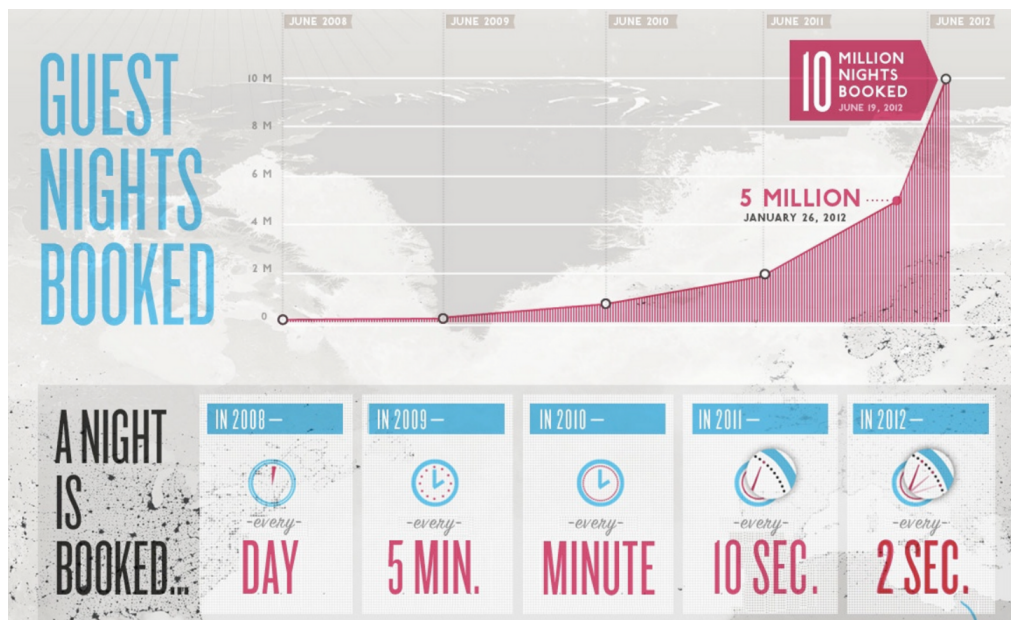 JUNE 2008
JUNE 2009
JUNE 2010
JUNE 2011
JUNE 2012
GUEST
NIGHTS
BOOKED
10 M
8 M
6 M
4 M
2 M
0
10
MILLION
NIGHTS
BOOKED
JUNE 19, 2012
5 MILLION
JANUARY 26, 2012
A NIGHT
IS
BOOKED...
IN 2008 —
-every-
DAY
IN 2009 —
-every-
5 MIN.
IN 2010 —
-every-
MINUTE
IN 2011 —
-every-
10 SEC.
IN 2012 —
-every-
2 SEC.